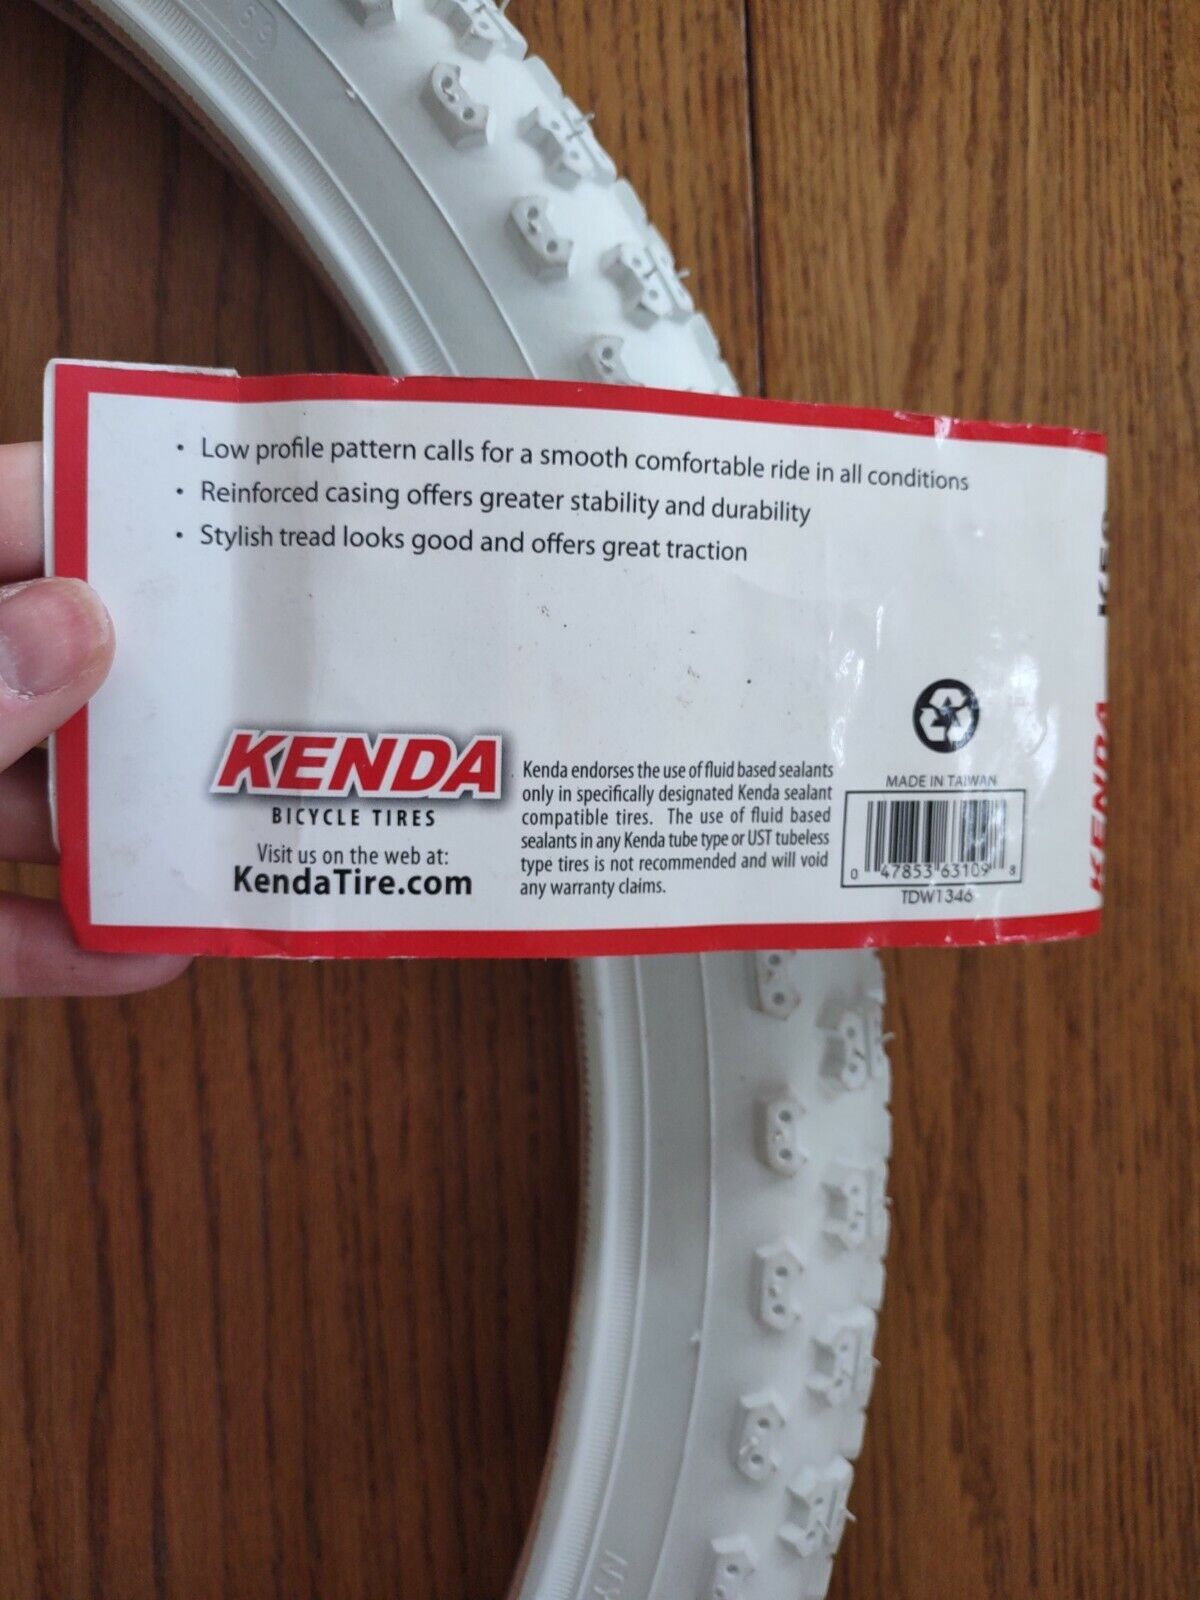 • Low profile pattern calls for a smooth comfortable ride in all conditions
• Reinforced casing offers greater stability and durability
• Stylish tread looks good and offers great traction
KENDA
BICYCLE TIRES
Visit us on the web at:
KendaTire.com
Kenda endorses the use of fluid based sealants
only in specifically designated Kenda sealant
compatible tires. The use of fluid based
sealants in any Kenda tube type or UST tubeless
type tires is not recommended and will void
any warranty claims.
MADE IN TAIWAN
0 47853 63109 8
TDW1346
KENDA